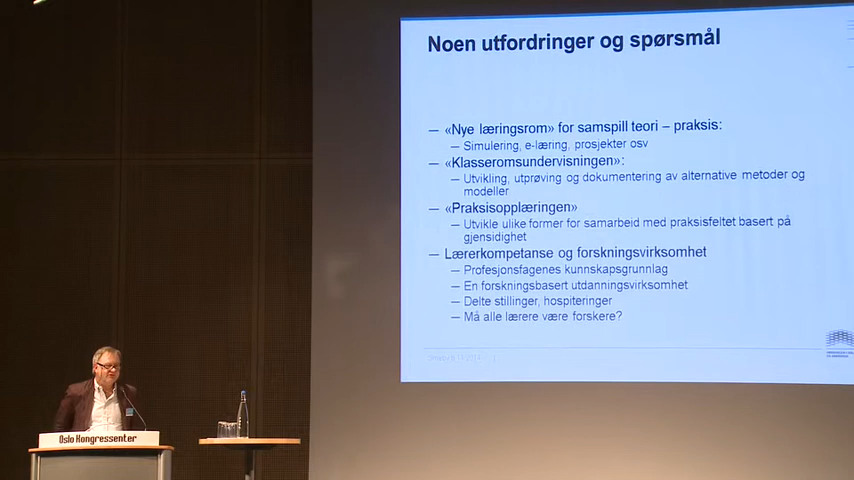 Noen utfordringer og spørsmål
— «Nye læringsrom» for samspill teori – praksis:
— Simulering, e-læring, prosjekter osv
— «Klasseromsundervisningen»:
— Utvikling, utprøving og dokumentering av alternative metoder og
modeller
— «Praksisopplæringen»
— Utvikle ulike former for samarbeid med praksisfeltet basert på
gjensidighet
— Lærerkompetanse og forskningsvirksomhet
— Profesjonsfagenes kunnskapsgrunnlag
— En forskningsbasert utdanningsvirksomhet
— Delte stillinger, hospiteringer
— Må alle lærere være forskere?
Oslo Kongressenter